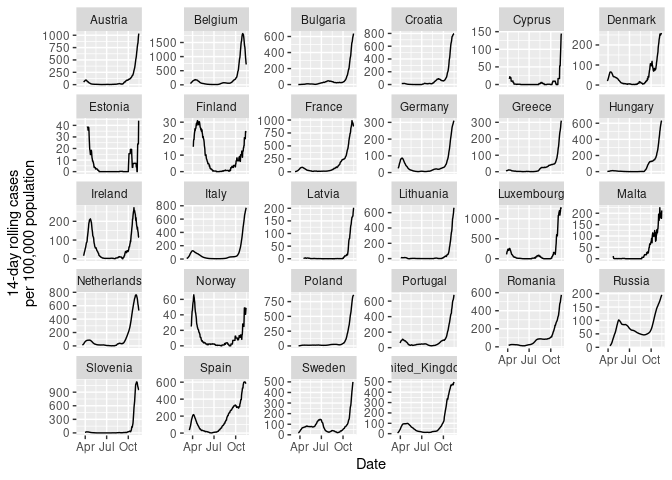 Austria Belgium Bulgaria Croatia Cyprus Denmark
1000 750 500 250 0
1500 1000 500 0
600 400 200 0
800 600 400 200 0
150 100 50 0
200 100 0
Estonia Finland France Germany Greece Hungary
40 30 20 10 0
30 20 10 0
1000 750 500 250 0
300 200 100 0
300 200 100 0
600 400 200 0
Ireland Italy Latvia Lithuania Luxembourg Malta
200 100 0
800 600 400 200 0
200 150 100 50 0
600 400 200 0
1000 500 0
200 150 100 50 0
Netherlands Norway Poland Portugal Romania Russia
800 600 400 200 0
60 40 20 0
750 500 250 0
600 400 200 0
600 400 200 0
200 150 100 50 0
Apr Jul Oct Apr Jul Oct
Slovenia Spain Sweden nited_Kingdo
900 600 300 0
600 400 200 0
500 400 300 200 100 0
500 400 300 200 100 0
Apr Jul Oct Apr Jul Oct Apr Jul Oct Apr Jul Oct
Date
14-day rolling cases
per 100,000 population